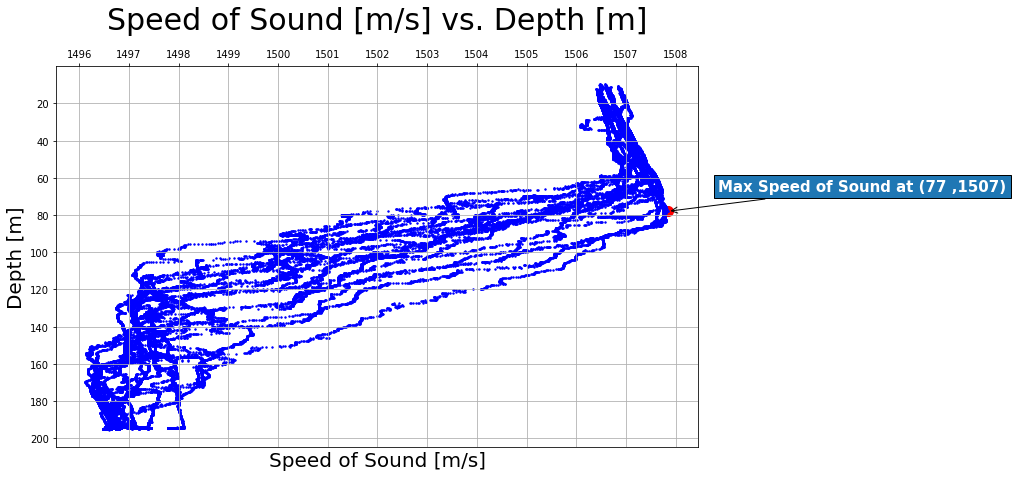 Speed of Sound [m/s] vs. Depth [m]
1496 1497 1498 1499 1500 1501 1502 1503 1504 1505 1506 1507 1508
20
40
60
Max Speed of Sound at (77 ,1507)
80
100
120
140
160
180
200
Depth [m]
Speed of Sound [m/s]